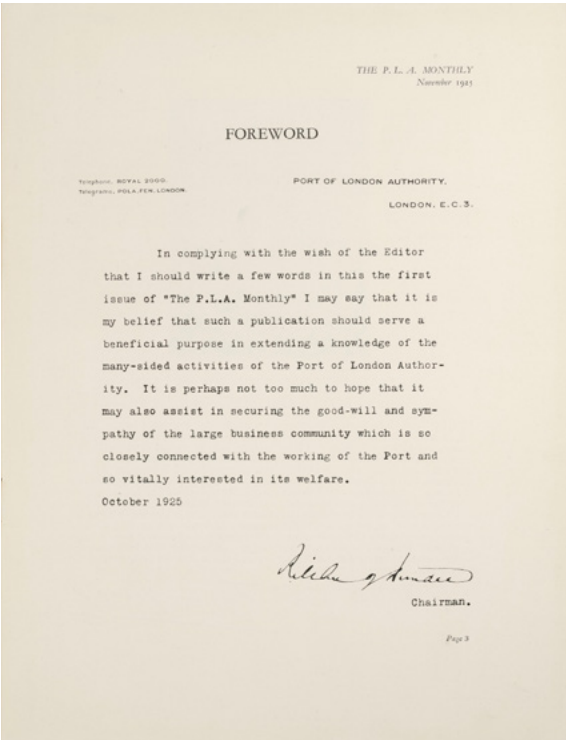 THE P. L. A. MONTHLY
November 1925
FOREWORD
Telephone, ROYAL 2000.
Telegrams, POLA, FEN, LONDON.
PORT OF LONDON AUTHORITY,
LONDON, E.C.3.
In complying with the wish of the Editor
that I should write a few words in this the first
issue of "The P.L.A. Monthly" I may say that it is
my belief that such a publication should serve a
beneficial purpose in extending a knowledge of the
many-sided activities of the Port of London Author-
ity. It is perhaps not too much to hope that it
may also assist in securing the good-will and sym-
pathy of the large business community which is so
closely connected with the working of the Port and
so vitally interested in its welfare.
October 1925
Chairman.
Page 3